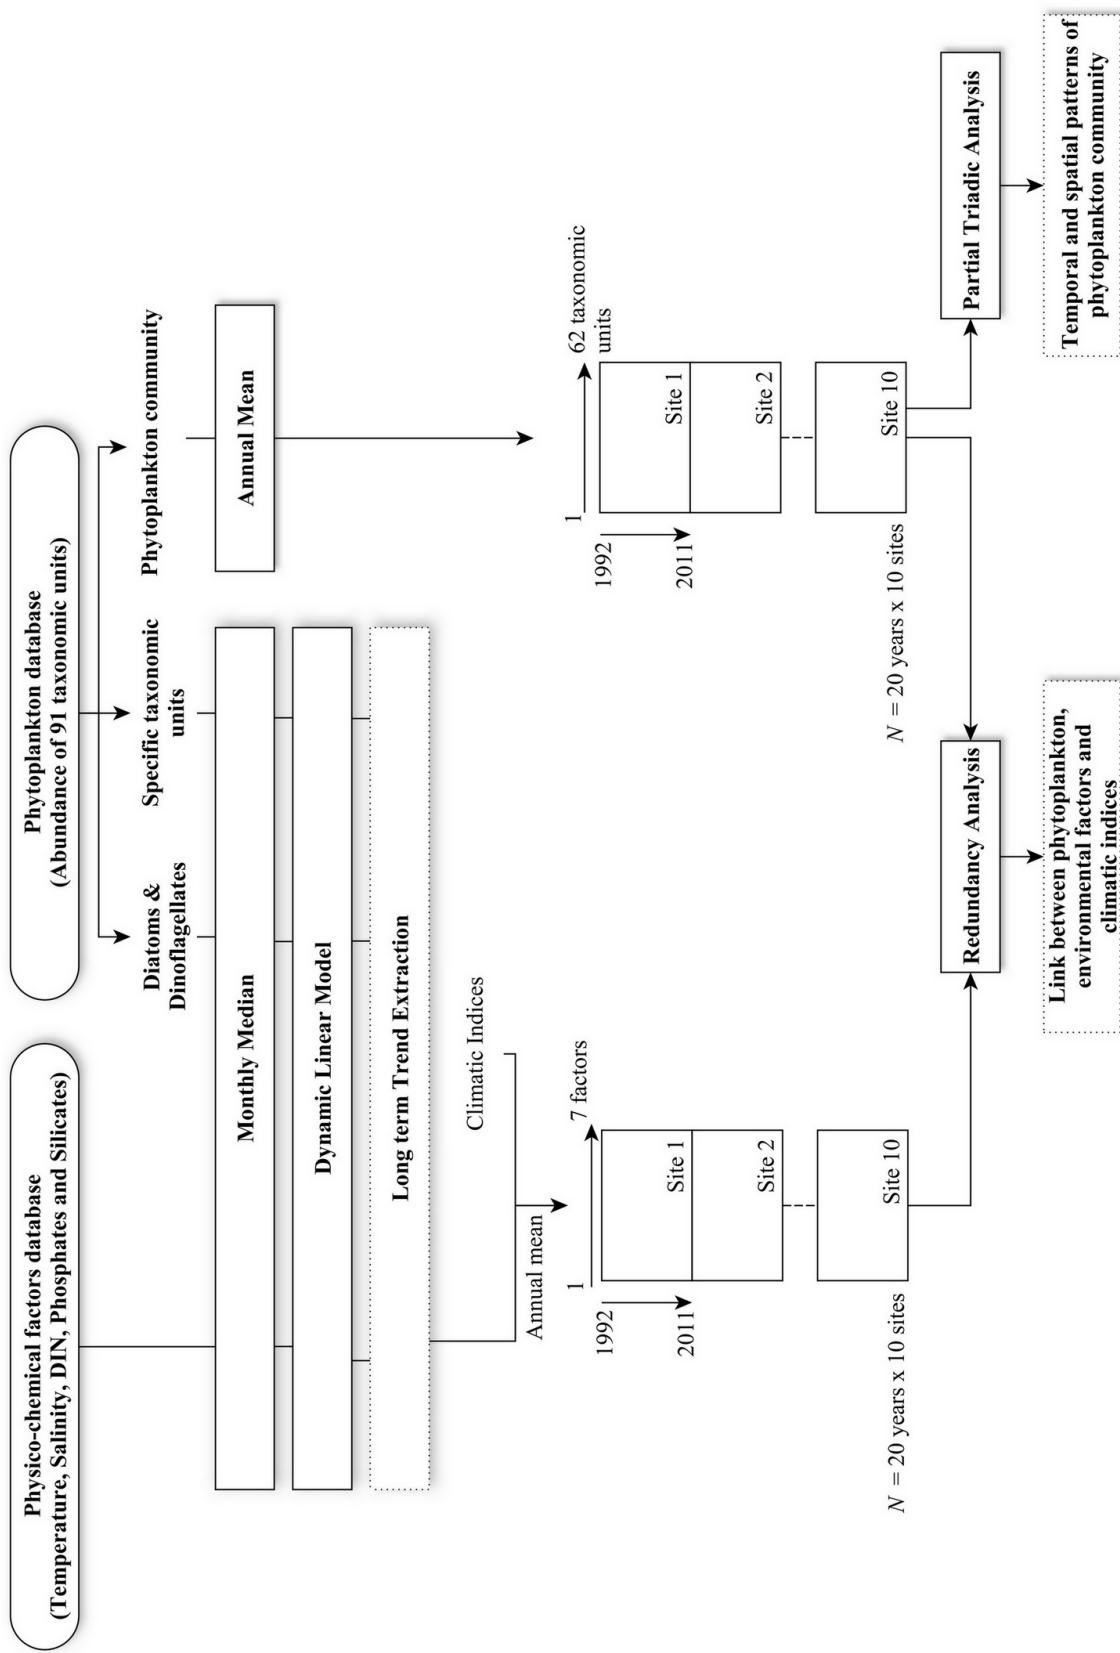 Physico-chemical factors database
(Temperature, Salinity, DIN, Phosphates and Silicates)
Phytoplankton database
(Abundance of 91 taxonomic units)
Diatoms &
Dinoflagellates
Specific taxonomic
units
Phytoplankton community
Monthly Median
Annual Mean
Dynamic Linear Model
Long term Trend Extraction
Climatic Indices
Annual mean
1
7 factors
1992
2011
Site 1
Site 2
Site 10
N = 20 years x 10 sites
1
62 taxonomic
units
1992
2011
Site 1
Site 2
Site 10
N = 20 years x 10 sites
Redundancy Analysis
Partial Triadic Analysis
Link between phytoplankton,
environmental factors and
climatic indices
Temporal and spatial patterns of
phytoplankton community